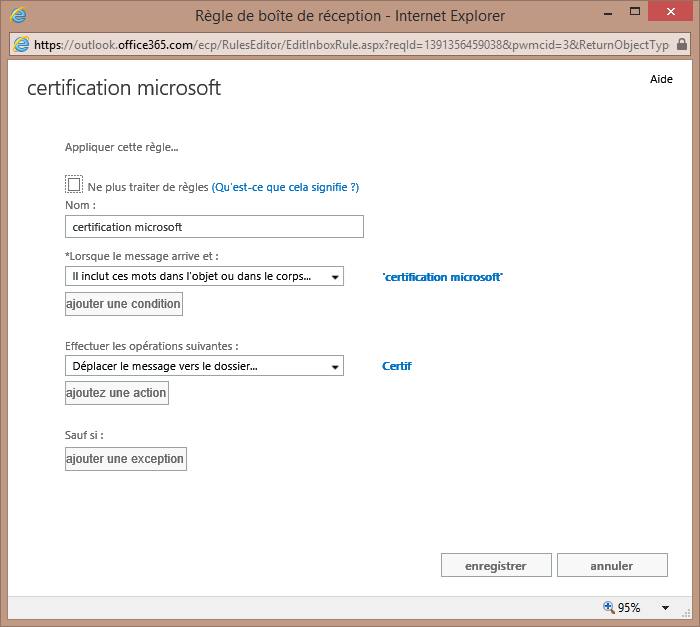 Règle de boîte de réception - Internet Explorer
https://outlook.office365.com/ecp/RulesEditor/EditInboxRule.aspx?reqId=1391356459038&pwmcid=3&ReturnObjectTyp
Aide
certification microsoft
Appliquer cette règle...
Ne plus traiter de règles (Qu'est-ce que cela signifie ?)
Nom :
certification microsoft
*Lorsque le message arrive et :
Il inclut ces mots dans l'objet ou dans le corps... 'certification microsoft'
ajouter une condition
Effectuer les opérations suivantes :
Déplacer le message vers le dossier... Certif
ajoutez une action
Sauf si :
ajouter une exception
enregistrer annuler
95%